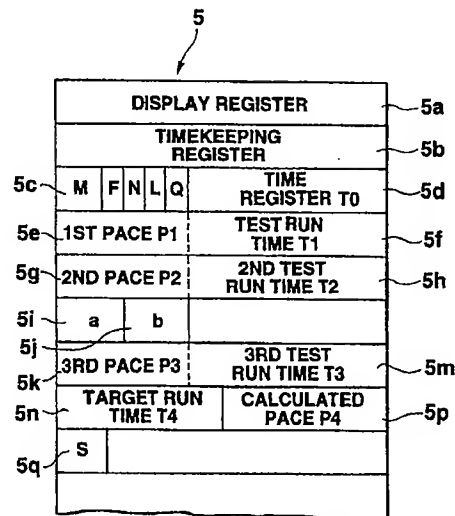 5
DISPLAY REGISTER 5a
TIMEKEEPING
REGISTER 5b
5c M F N L Q TIME
REGISTER T0 5d
5e 1ST PACE P1 TEST RUN
TIME T1 5f
5g 2ND PACE P2 2ND TEST
RUN TIME T2 5h
5i a b
5j
5k 3RD PACE P3 3RD TEST
RUN TIME T3 5m
5n TARGET RUN
TIME T4 CALCULATED
PACE P4 5p
5q S